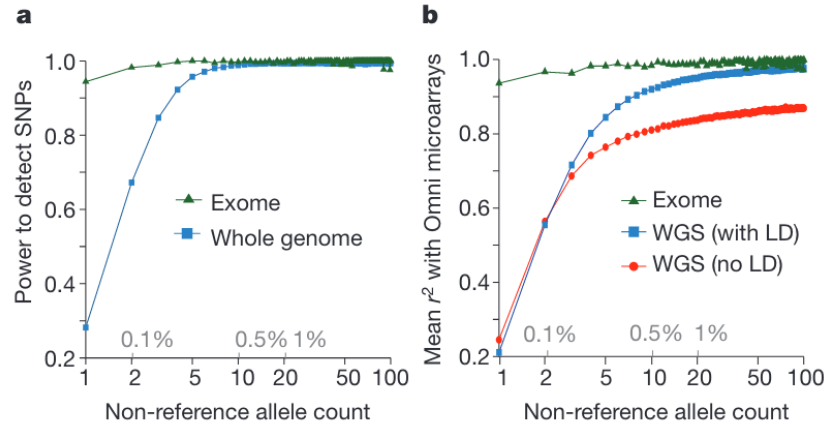 a
Power to detect SNPs
1.0
0.8
0.6
0.4
0.2
Exome
Whole genome
0.1%
0.5%
1%
1
2
5
10
20
50
100
Non-reference allele count
b
Mean r² with Omni microarrays
1.0
0.8
0.6
0.4
0.2
Exome
WGS (with LD)
WGS (no LD)
0.1%
0.5%
1%
1
2
5
10
20
50
100
Non-reference allele count